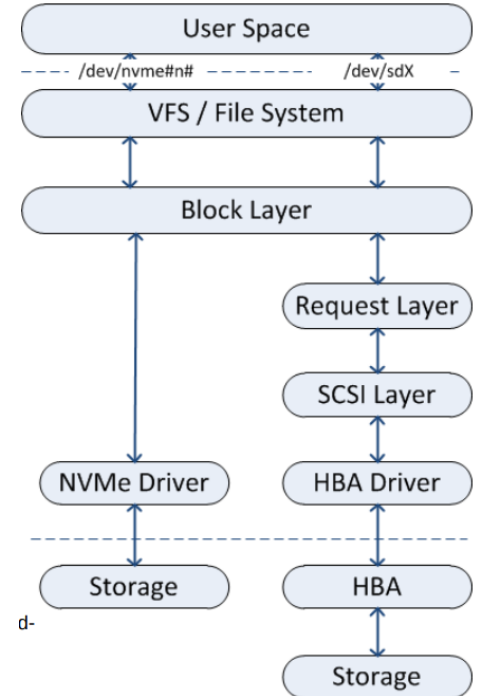 User Space
/dev/nvme#n# /dev/sdX
VFS / File System
Block Layer
Request Layer
SCSI Layer
NVMe Driver HBA Driver
Storage HBA
d-
Storage